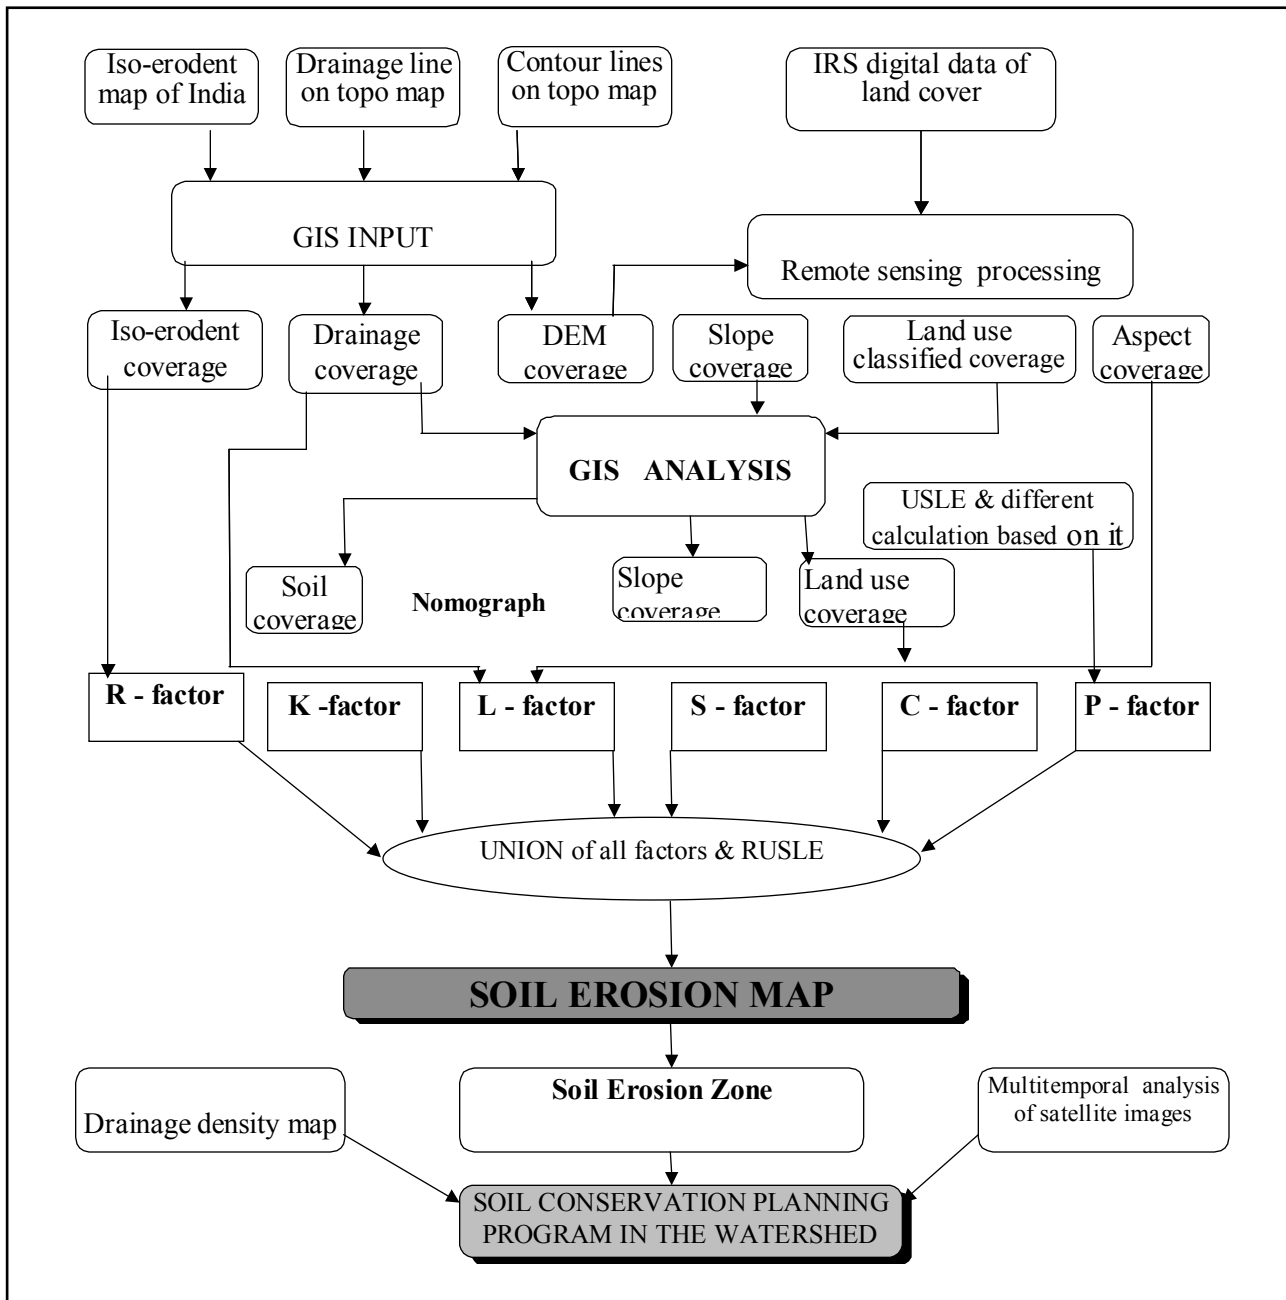 Iso-erodent
map of India
Drainage line
on topo map
Contour lines
on topo map
IRS digital data of
land cover
GIS INPUT
Remote sensing processing
Iso-erodent
coverage
Drainage
coverage
DEM
coverage
Slope
coverage
Land use
classified coverage
Aspect
coverage
GIS ANALYSIS
USLE & different
calculation based on it
Soil
coverage
Nomograph
Slope
coverage
Land use
coverage
R - factor
K -factor
L - factor
S - factor
C - factor
P - factor
UNION of all factors & RUSLE
SOIL EROSION MAP
Soil Erosion Zone
Drainage density map
Multitemporal analysis
of satellite images
SOIL CONSERVATION PLANNING
PROGRAM IN THE WATERSHED